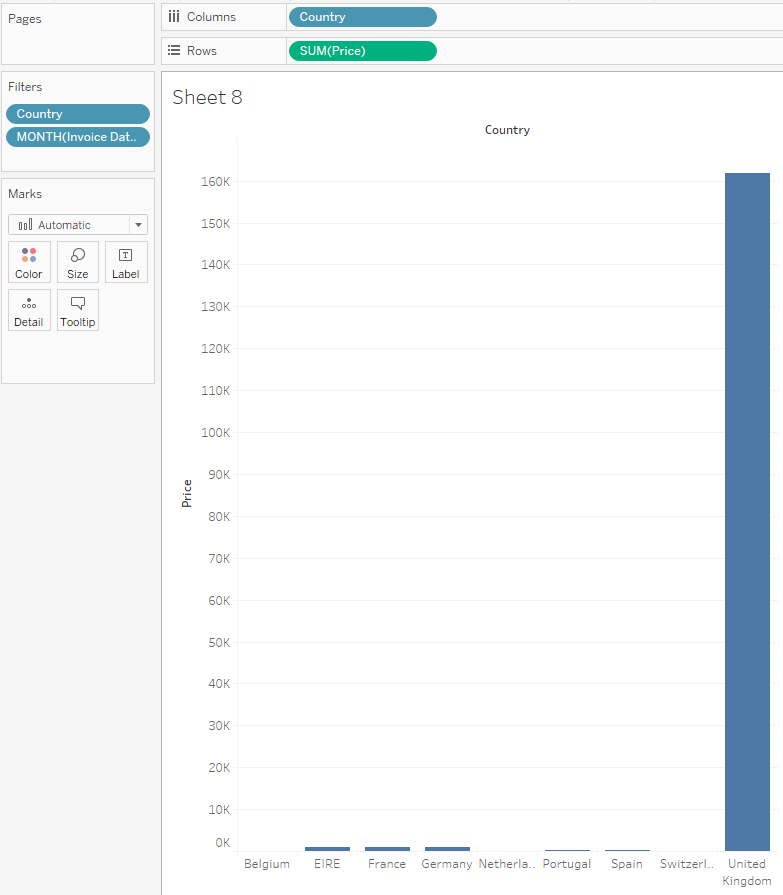 Pages
Columns
Country
Rows
SUM(Price)
Filters
Country
MONTH(Invoice Dat..
Marks
Automatic
Color
Size
Label
Detail
Tooltip
Sheet 8
Country
160K
150K
140K
130K
120K
110K
100K
90K
80K
70K
60K
50K
40K
30K
20K
10K
0K
Price
Belgium
EIRE
France
Germany
Netherla..
Portugal
Spain
Switzerl..
United
Kingdom